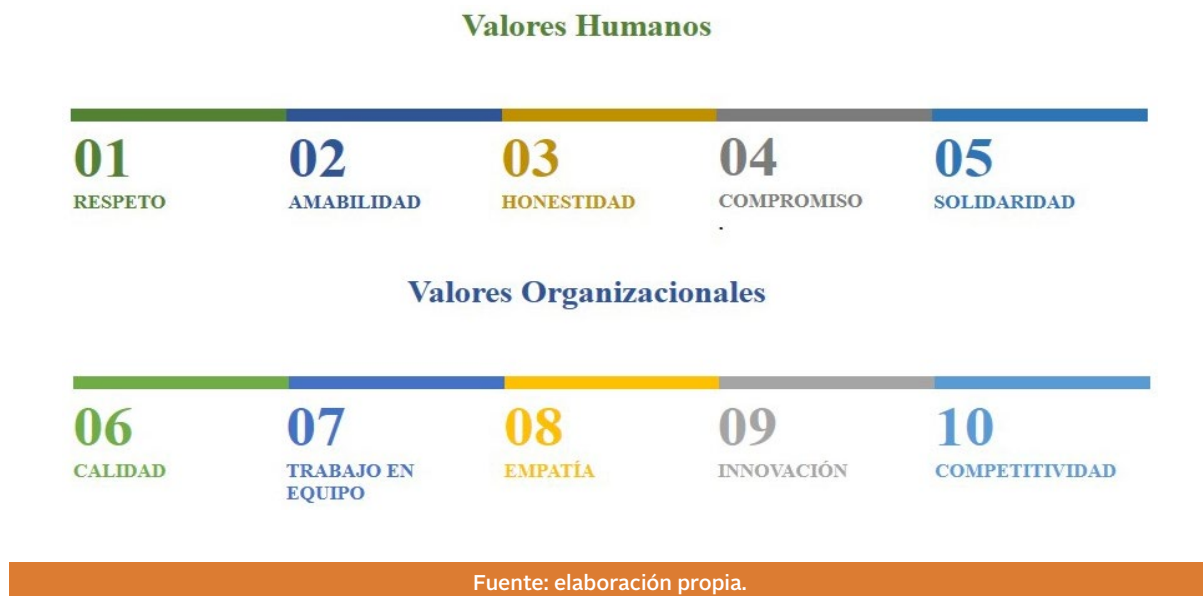 Valores Humanos
01 02 03 04 05
RESPETO AMABILIDAD HONESTIDAD COMPROMISO SOLIDARIDAD
.
Valores Organizacionales
06 07 08 09 10
CALIDAD TRABAJO EN EMPATÍA INNOVACIÓN COMPETITIVIDAD
EQUIPO
Fuente: elaboración propia.